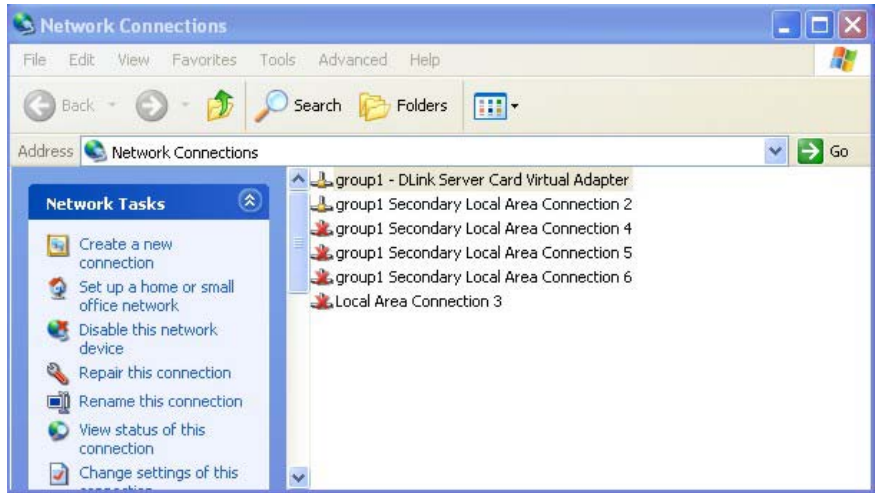 Network Connections
File Edit View Favorites Tools Advanced Help
Back Search Folders
Address Network Connections Go
Network Tasks
Create a new
connection
Set up a home or small
office network
Disable this network
device
Repair this connection
Rename this connection
View status of this
connection
Change settings of this
group1 - DLink Server Card Virtual Adapter
group1 Secondary Local Area Connection 2
group1 Secondary Local Area Connection 4
group1 Secondary Local Area Connection 5
group1 Secondary Local Area Connection 6
Local Area Connection 3